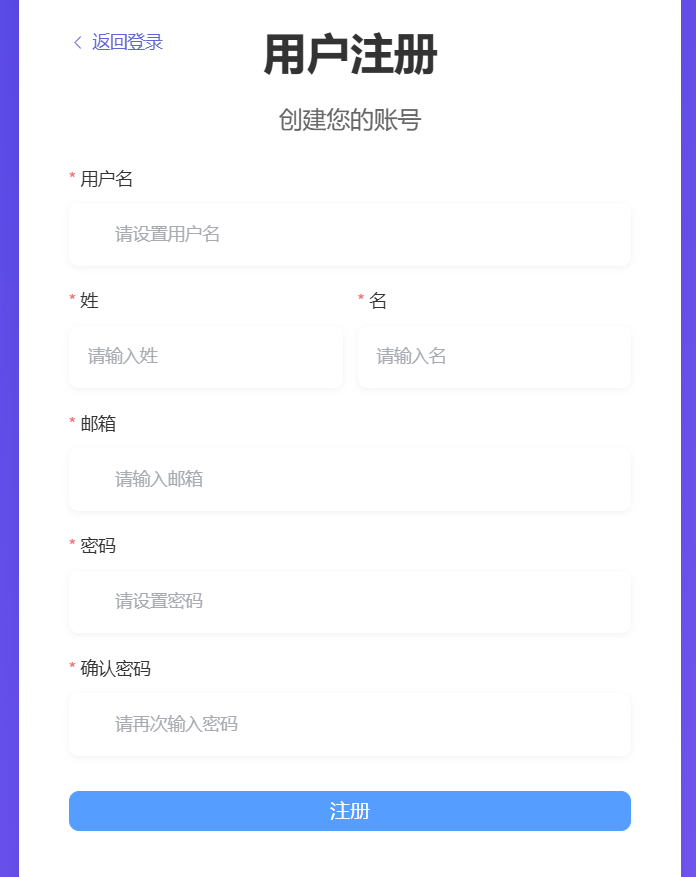 返回登录
用户注册
创建您的账号
* 用户名
请设置用户名
* 姓 * 名
请输入姓 请输入名
* 邮箱
请输入邮箱
* 密码
请设置密码
* 确认密码
请再次输入密码
注册